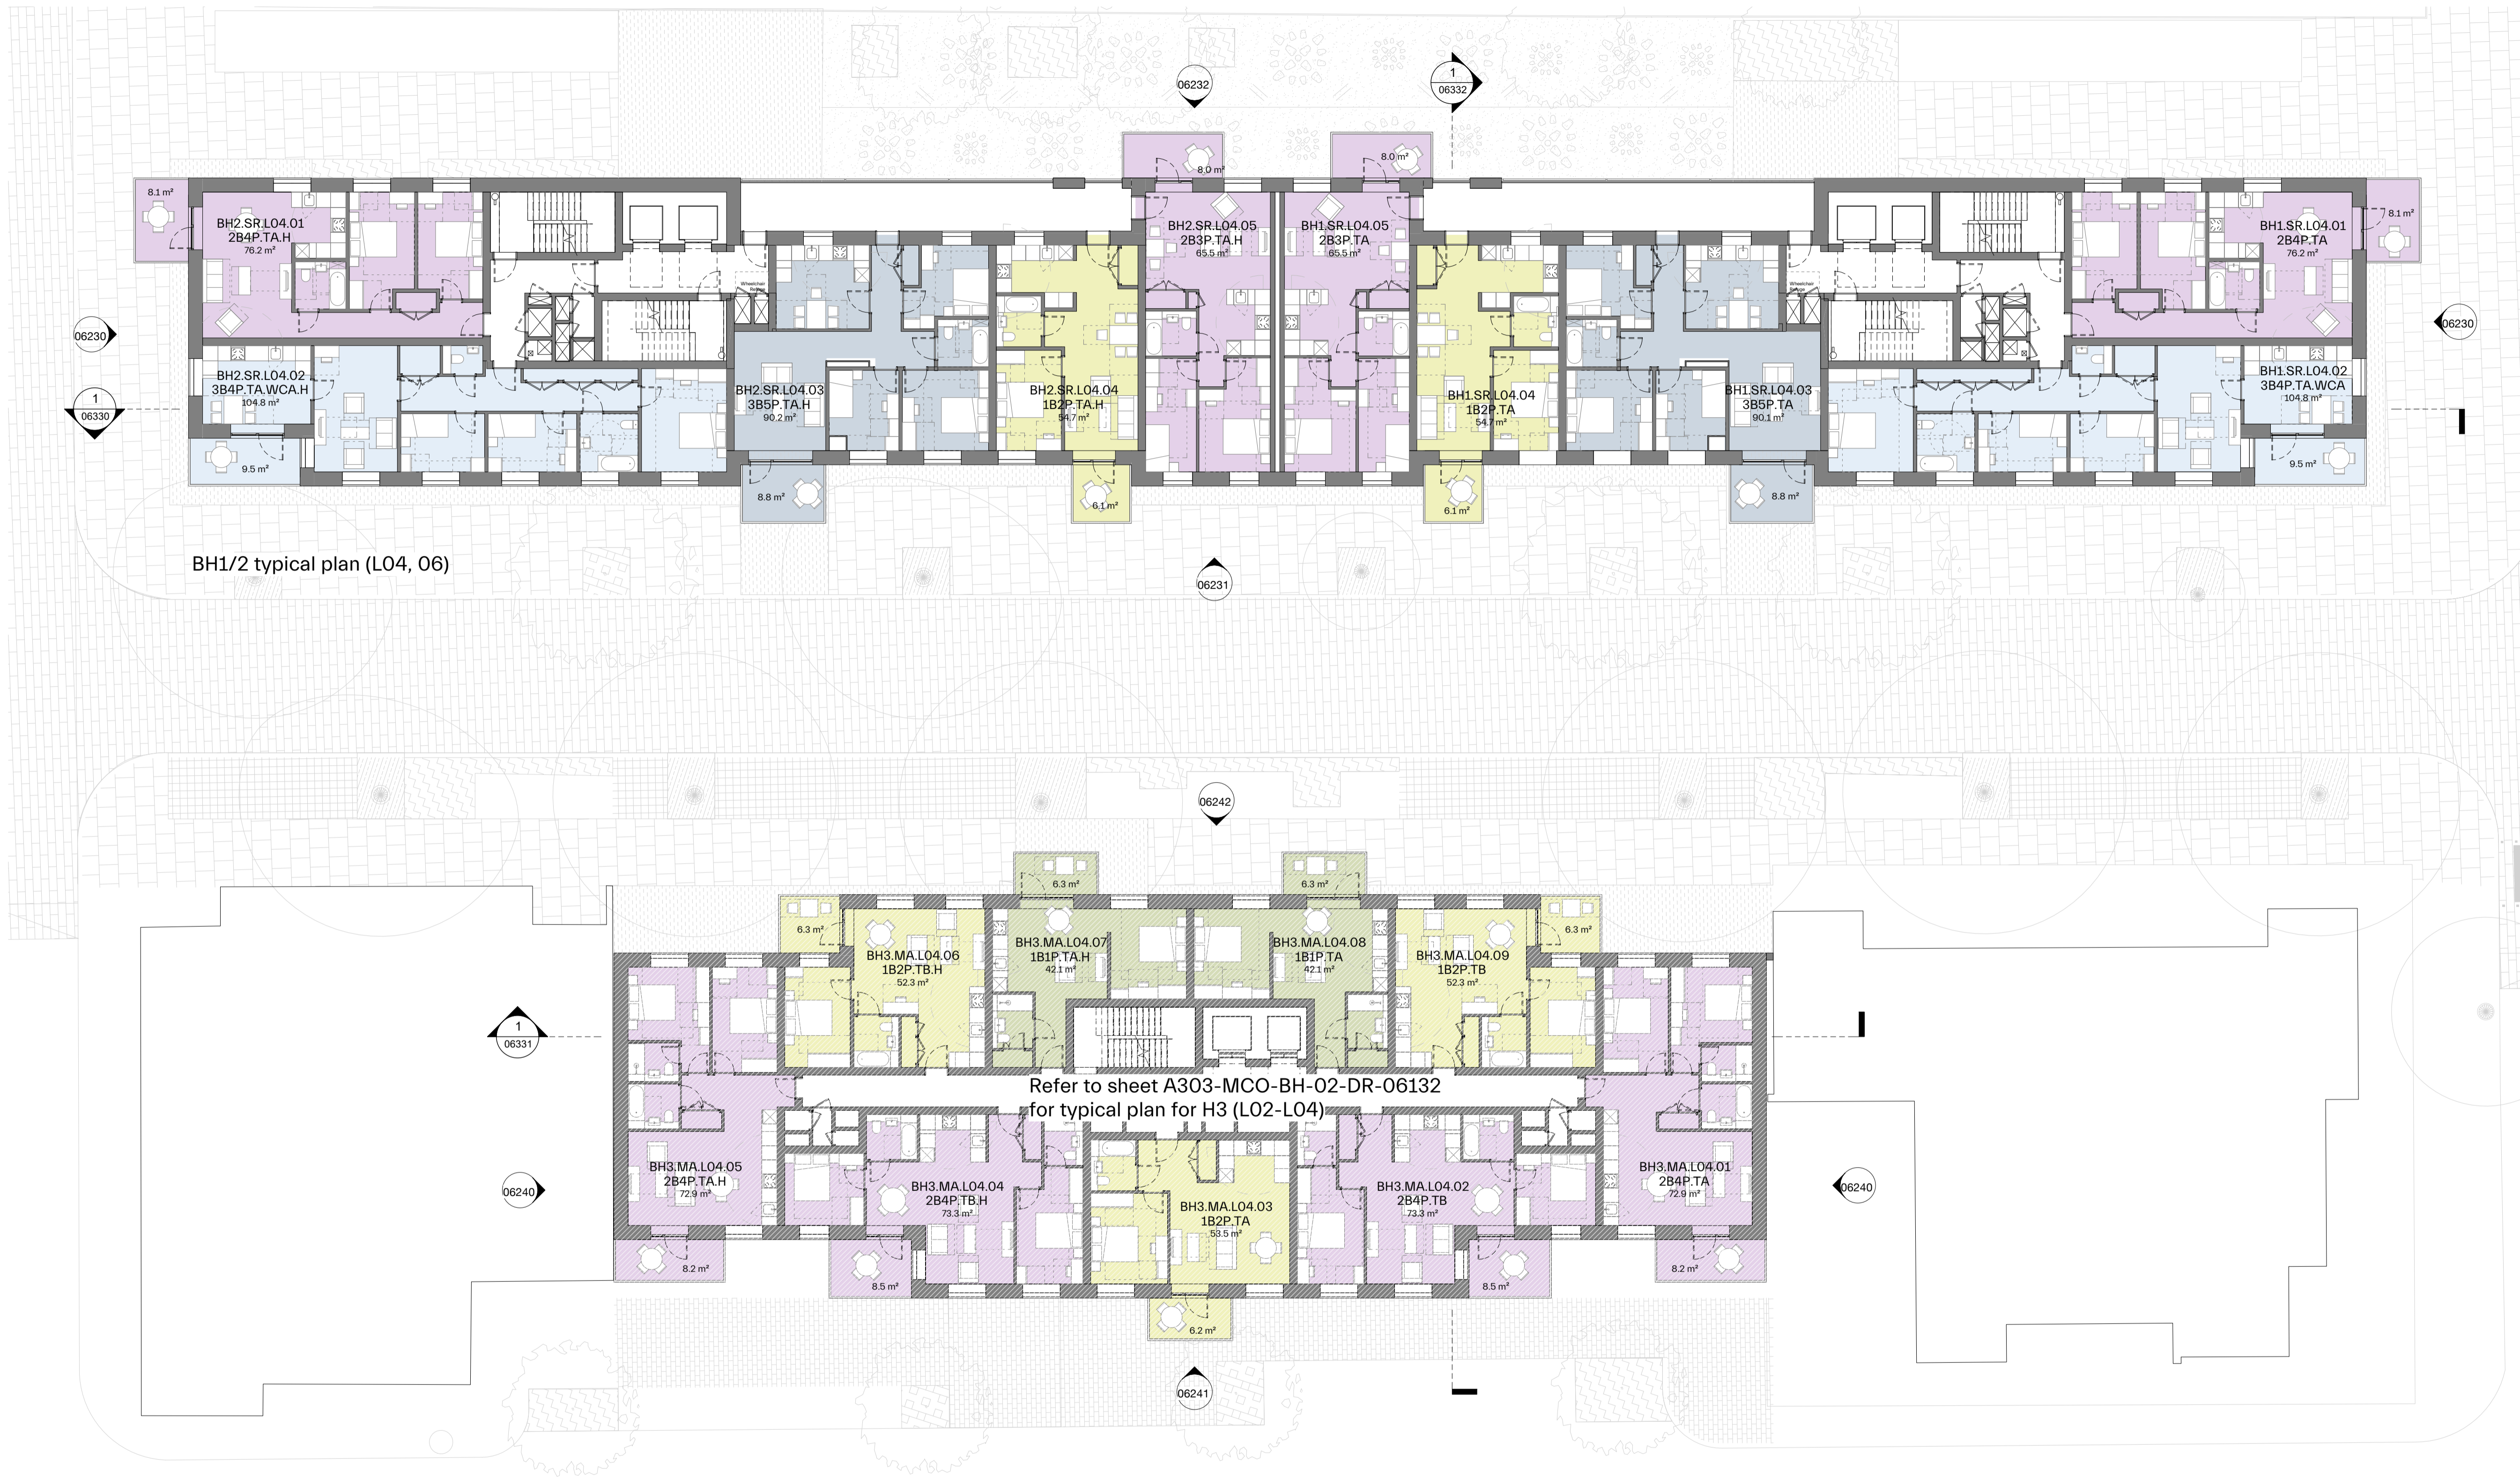 06232
1
06332
8.0 m²
8.0 m²
8.1 m²
BH2.SR.L04.01
2B4P.TA.H
76.2 m²
BH2.SR.L04.05
2B3P.TA.H
65.5 m²
BH1.SR.L04.05
2B3P.TA
65.5 m²
BH1.SR.L04.01
2B4P.TA
76.2 m²
8.1 m²
Wheelchair
Refuge
Wheelchair
Refuge
06230
06230
BH2.SR.L04.02
3B4P.TA.WCA.H
104.8 m²
BH2.SR.L04.03
3B5P.TA.H
90.2 m²
BH2.SR.L04.04
1B2P.TA.H
54.7 m²
BH1.SR.L04.04
1B2P.TA
54.7 m²
BH1.SR.L04.03
3B5P.TA
90.1 m²
BH1.SR.L04.02
3B4P.TA.WCA
104.8 m²
1
06330
9.5 m²
8.8 m²
6.1 m²
6.1 m²
8.8 m²
9.5 m²
BH1/2 typical plan (L04, 06)
06231
06242
6.3 m²
6.3 m²
6.3 m²
6.3 m²
BH3.MA.L04.06
1B2P.TB.H
52.3 m²
BH3.MA.L04.07
1B1P.TA.H
42.1 m²
BH3.MA.L04.08
1B1P.TA
42.1 m²
BH3.MA.L04.09
1B2P.TB
52.3 m²
1
06331
Refer to sheet A303-MCO-BH-02-DR-06132
for typical plan for H3 (L02-L04)
06240
BH3.MA.L04.05
2B4P.TA.H
72.9 m²
BH3.MA.L04.04
2B4P.TB.H
73.3 m²
BH3.MA.L04.03
1B2P.TA
53.5 m²
BH3.MA.L04.02
2B4P.TB
73.3 m²
BH3.MA.L04.01
2B4P.TA
72.9 m²
06240
8.2 m²
8.5 m²
8.5 m²
8.2 m²
6.2 m²
06241